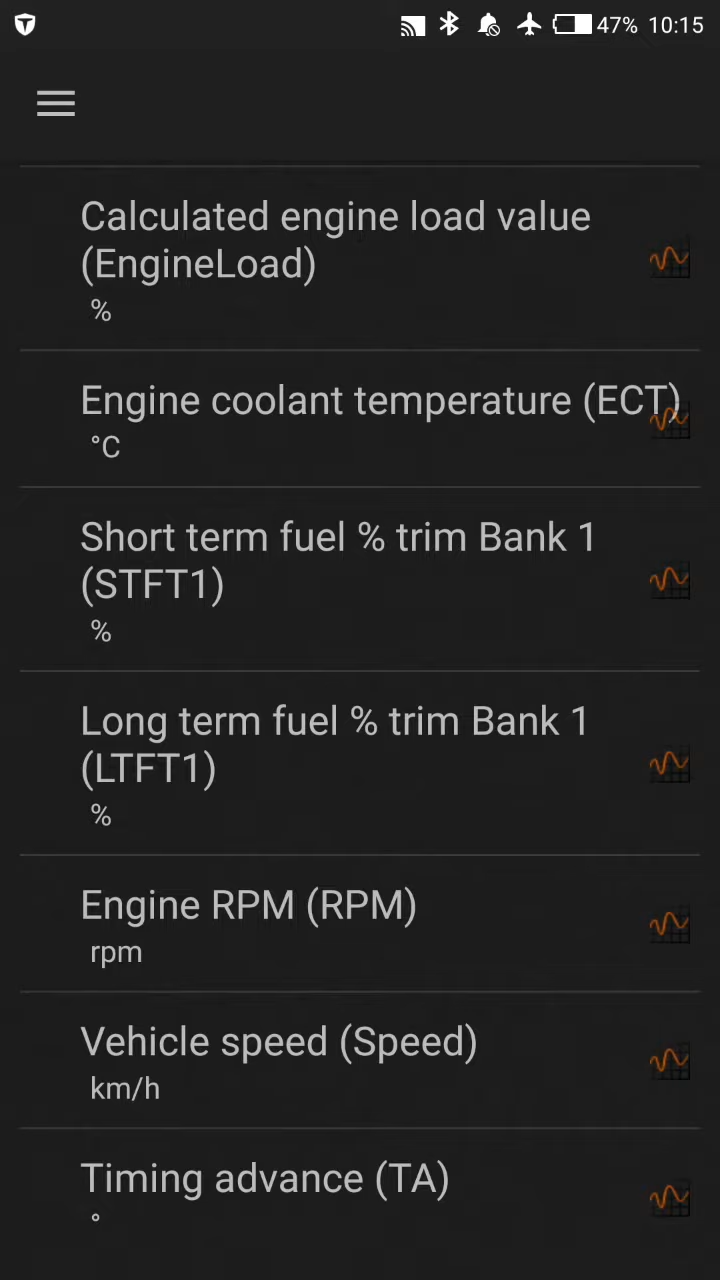 47% 10:15
Calculated engine load value
(EngineLoad)
%
Engine coolant temperature (ECT)
°C
Short term fuel % trim Bank 1
(STFT1)
%
Long term fuel % trim Bank 1
(LTFT1)
%
Engine RPM (RPM)
rpm
Vehicle speed (Speed)
km/h
Timing advance (TA)
°